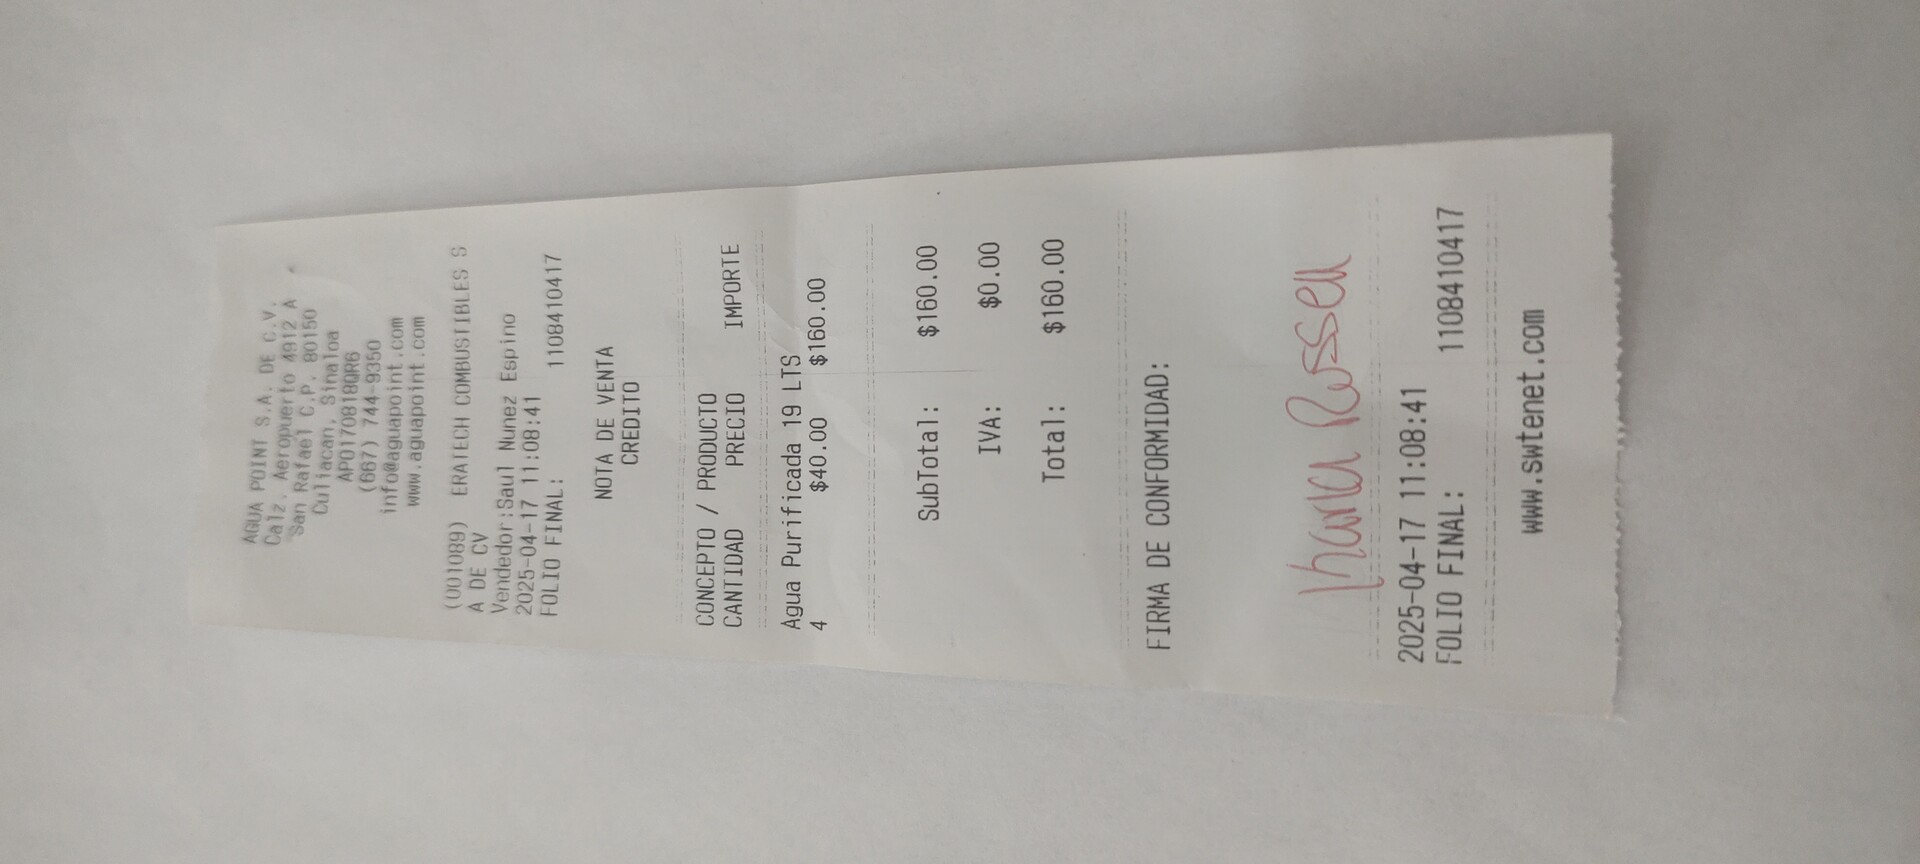 AGUA POINT S.A. DE C.V.
Calz. Aeropuerto 4912 A
San Rafael C.P. 80150
Culiacan, Sinaloa
APO170818QR6
(667) 744-9350
info@aguapoint.com
www.aguapoint.com
(001089) ERATECH COMBUSTIBLES S
A DE CV
Vendedor:Saul Nunez Espino
2025-04-17 11:08:41
FOLIO FINAL: 1108410417
NOTA DE VENTA
CREDITO
CONCEPTO / PRODUCTO
CANTIDAD PRECIO IMPORTE
Agua Purificada 19 LTS
4 $40.00 $160.00
SubTotal: $160.00
IVA: $0.00
Total: $160.00
FIRMA DE CONFORMIDAD:
2025-04-17 11:08:41
FOLIO FINAL: 1108410417
www.swtenet.com